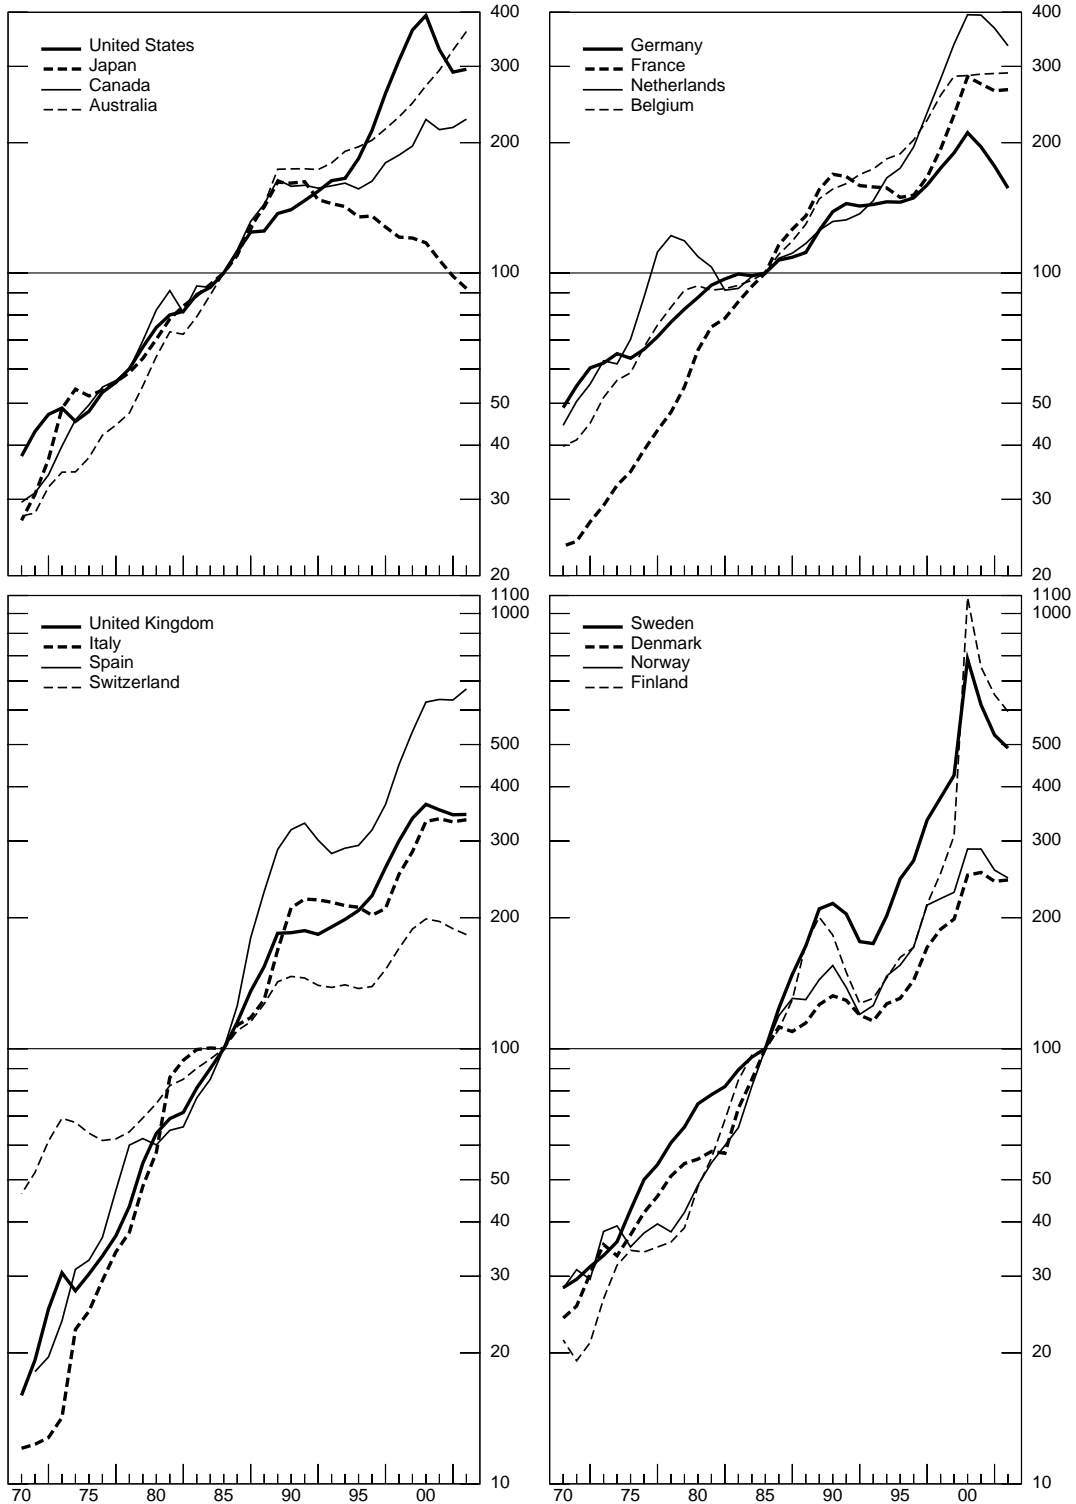 400
United States
Japan
Canada
Australia
300
200
100
50
40
30
20
400
Germany
France
Netherlands
Belgium
300
200
100
50
40
30
20
1100
1000
United Kingdom
Italy
Spain
Switzerland
500
400
300
200
100
50
40
30
20
10
70 75 80 85 90 95 00
1100
1000
Sweden
Denmark
Norway
Finland
500
400
300
200
100
50
40
30
20
10
70 75 80 85 90 95 00